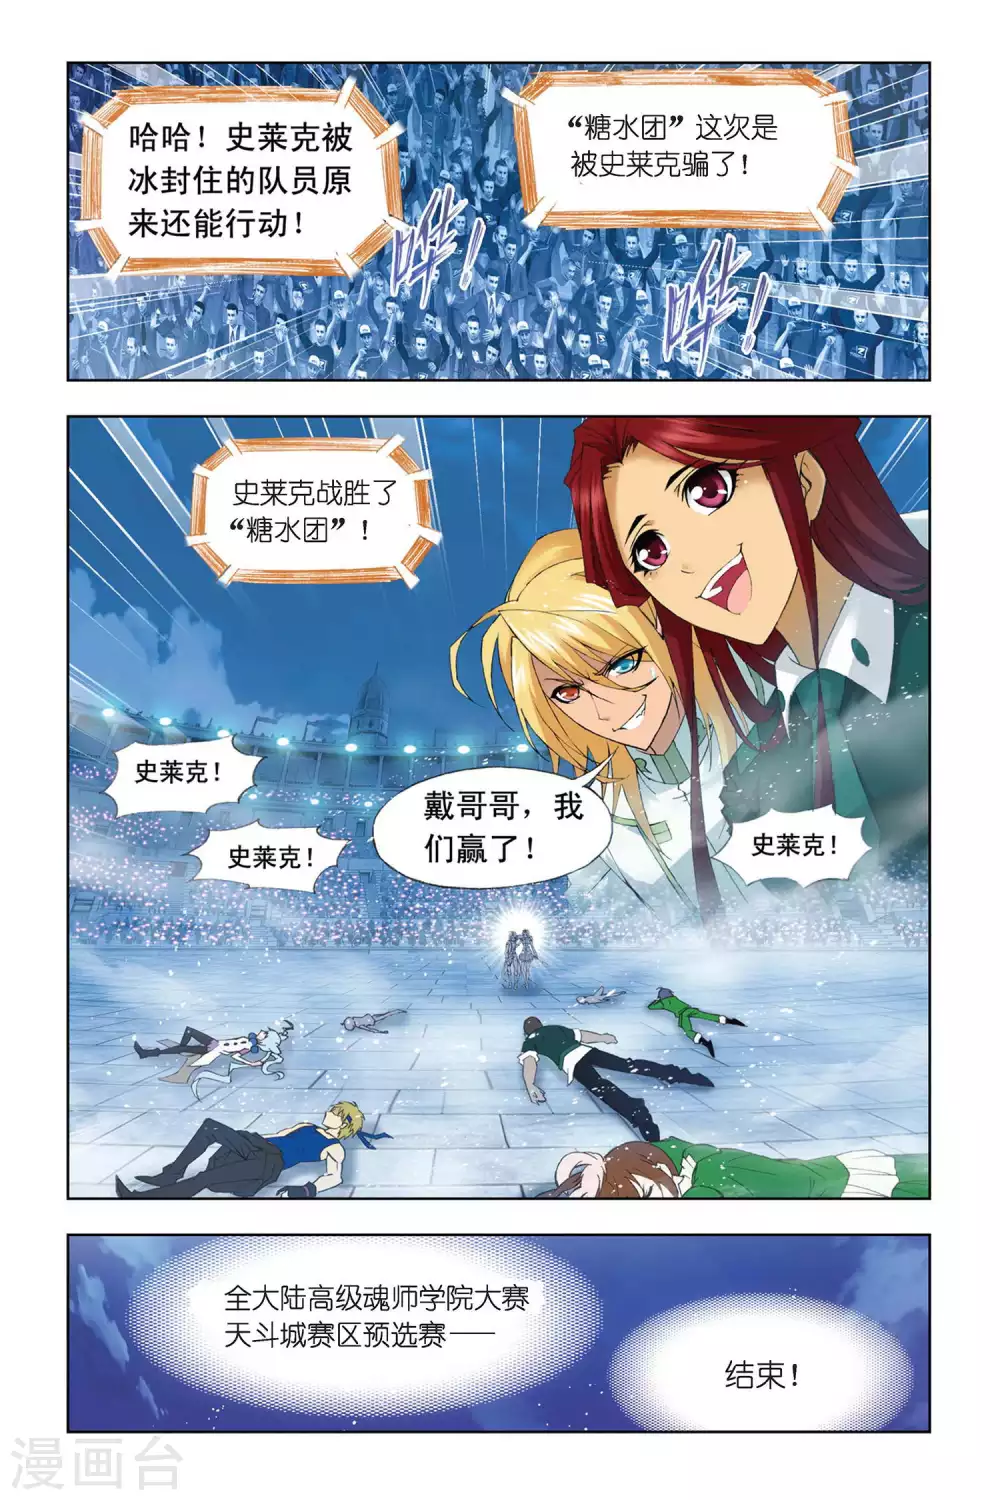 哈哈！史莱克被
冰封住的队员原
来还能行动！
“糖水团”这次是
被史莱克骗了！
哗！
哗！
史莱克战胜了
“糖水团”！
史莱克！
戴哥哥，我
们赢了！
史莱克！
史莱克！
全大陆高级魂师学院大赛
天斗城赛区预选赛——
结束！
漫画台